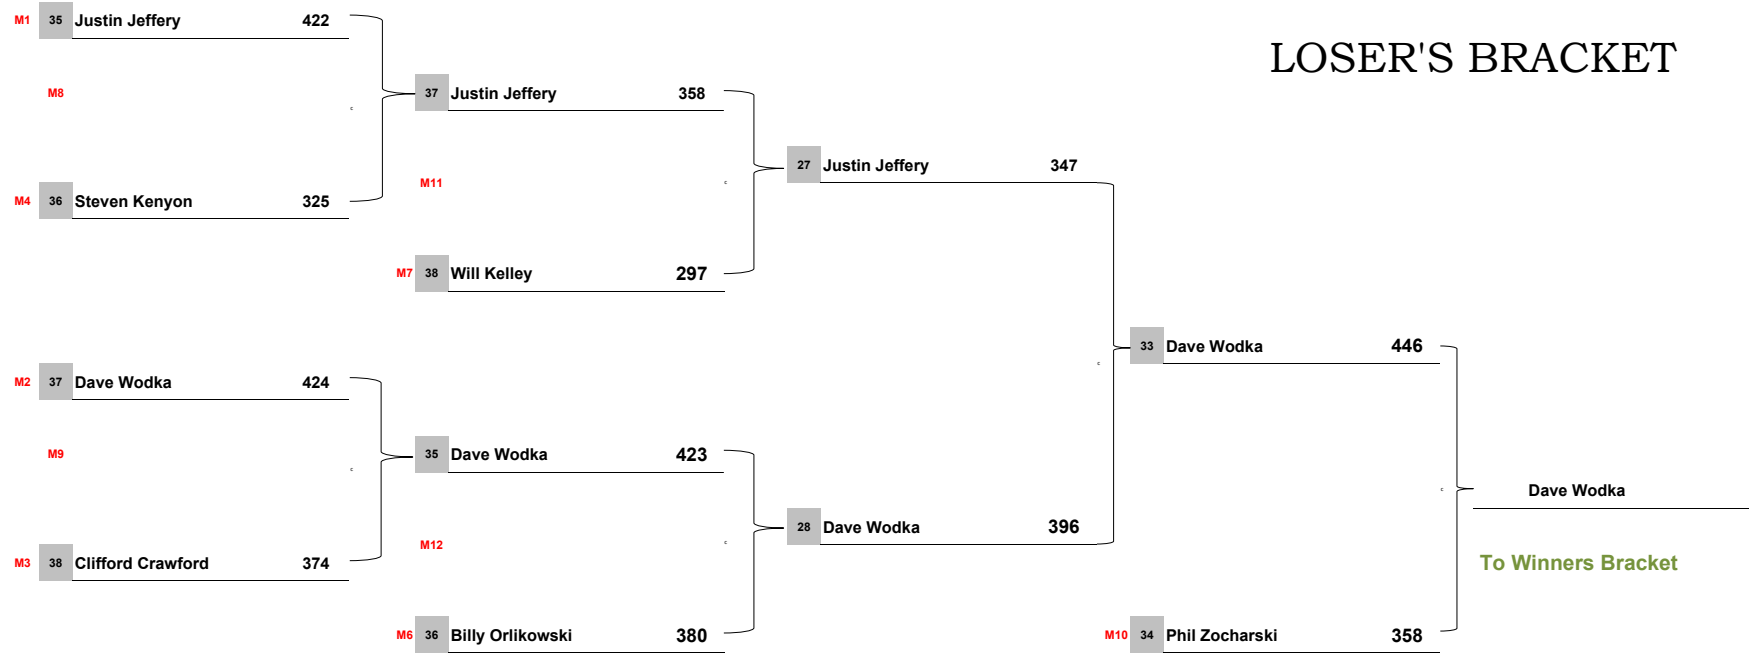 M1 35 Justin Jeffery 422
LOSER'S BRACKET
M8
37 Justin Jeffery 358
c
27 Justin Jeffery 347
M11
c
M4 36 Steven Kenyon 325
M7 38 Will Kelley 297
33 Dave Wodka 446
c
M2 37 Dave Wodka 424
M9
35 Dave Wodka 423
c
c
Dave Wodka
28 Dave Wodka 396
M12
c
M3 38 Clifford Crawford 374
To Winners Bracket
M6 36 Billy Orlikowski 380
M10 34 Phil Zocharski 358